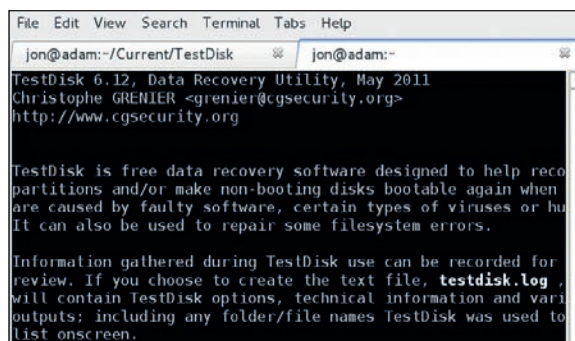 File Edit View Search Terminal Tabs Help
jon@adam:~/Current/TestDisk
jon@adam:~
TestDisk 6.12, Data Recovery Utility, May 2011
Christophe GRENIER <grenier@cgsecurity.org>
http://www.cgsecurity.org
TestDisk is free data recovery software designed to help reco
partitions and/or make non-booting disks bootable again when
are caused by faulty software, certain types of viruses or hu
It can also be used to repair some filesystem errors.
Information gathered during TestDisk use can be recorded for
review. If you choose to create the text file, testdisk.log ,
will contain TestDisk options, technical information and vari
outputs; including any folder/file names TestDisk was used to
list onscreen.